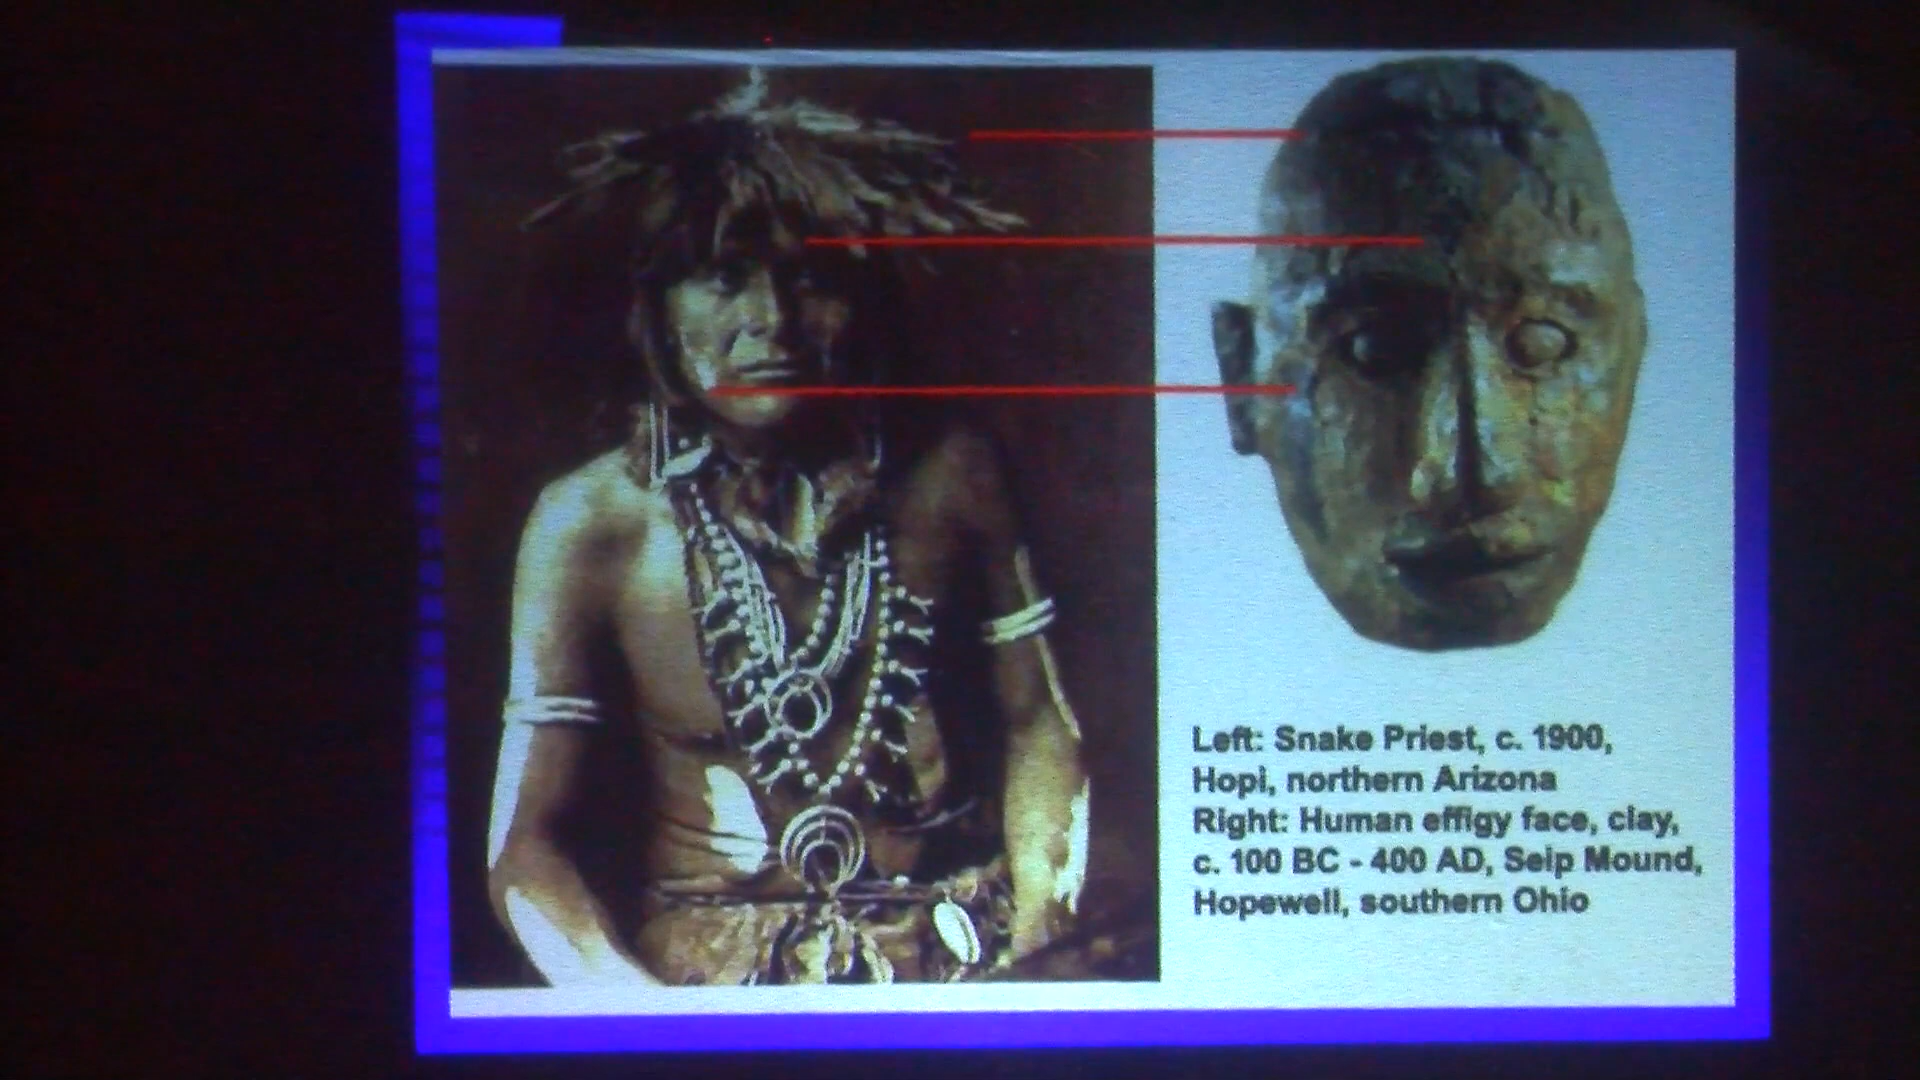 Left: Snake Priest, c. 1900,
Hopi, northern Arizona
Right: Human effigy face, clay,
c. 100 BC - 400 AD, Seip Mound,
Hopewell, southern Ohio